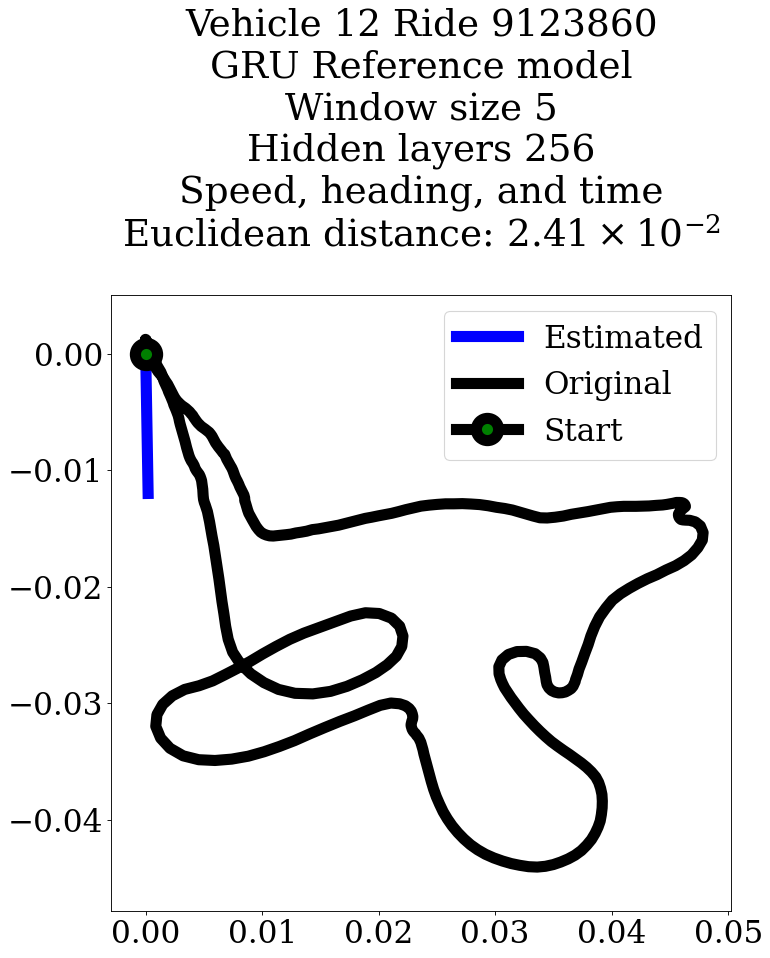 Vehicle 12 Ride 9123860
GRU Reference model
Window size 5
Hidden layers 256
Speed, heading, and time
Euclidean distance: 2.41 × 10⁻²
Estimated
Original
Start
0.00
−0.01
−0.02
−0.03
−0.04
0.00 0.01 0.02 0.03 0.04 0.05